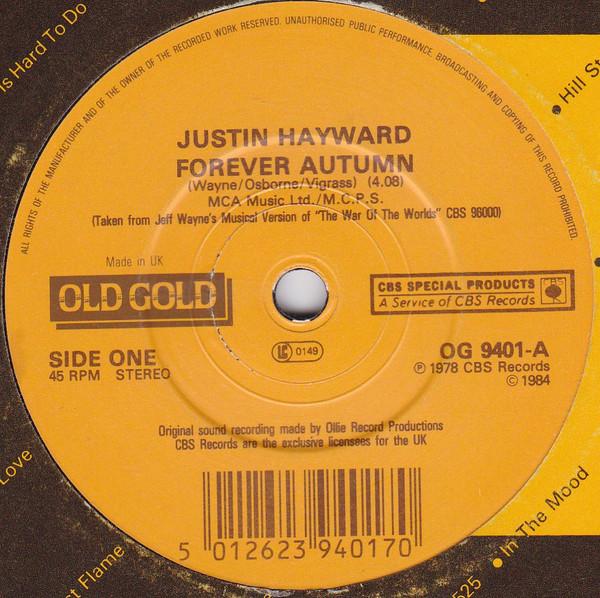 is Hard To Do
Hill St
ALL RIGHTS OF THE MANUFACTURER AND OF THE OWNER OF THE RECORDED WORK RESERVED. UNAUTHORISED PUBLIC PERFORMANCE, BROADCASTING AND COPYING OF THIS RECORD PROHIBITED.
JUSTIN HAYWARD
FOREVER AUTUMN
(Wayne/Osborne/Vigrass) (4.08)
MCA Music Ltd./M.C.P.S.
(Taken from Jeff Wayne's Musical Version of "The War Of The Worlds" CBS 96000)
Made in UK
OLD GOLD
CBS SPECIAL PRODUCTS
A Service of CBS Records
SIDE ONE
45 RPM STEREO
LC 0149
OG 9401-A
℗ 1978 CBS Records
© 1984
Original sound recording made by Ollie Record Productions
CBS Records are the exclusive licensees for the UK
5 012623 940170
Love
st Flame
525
In The Mood